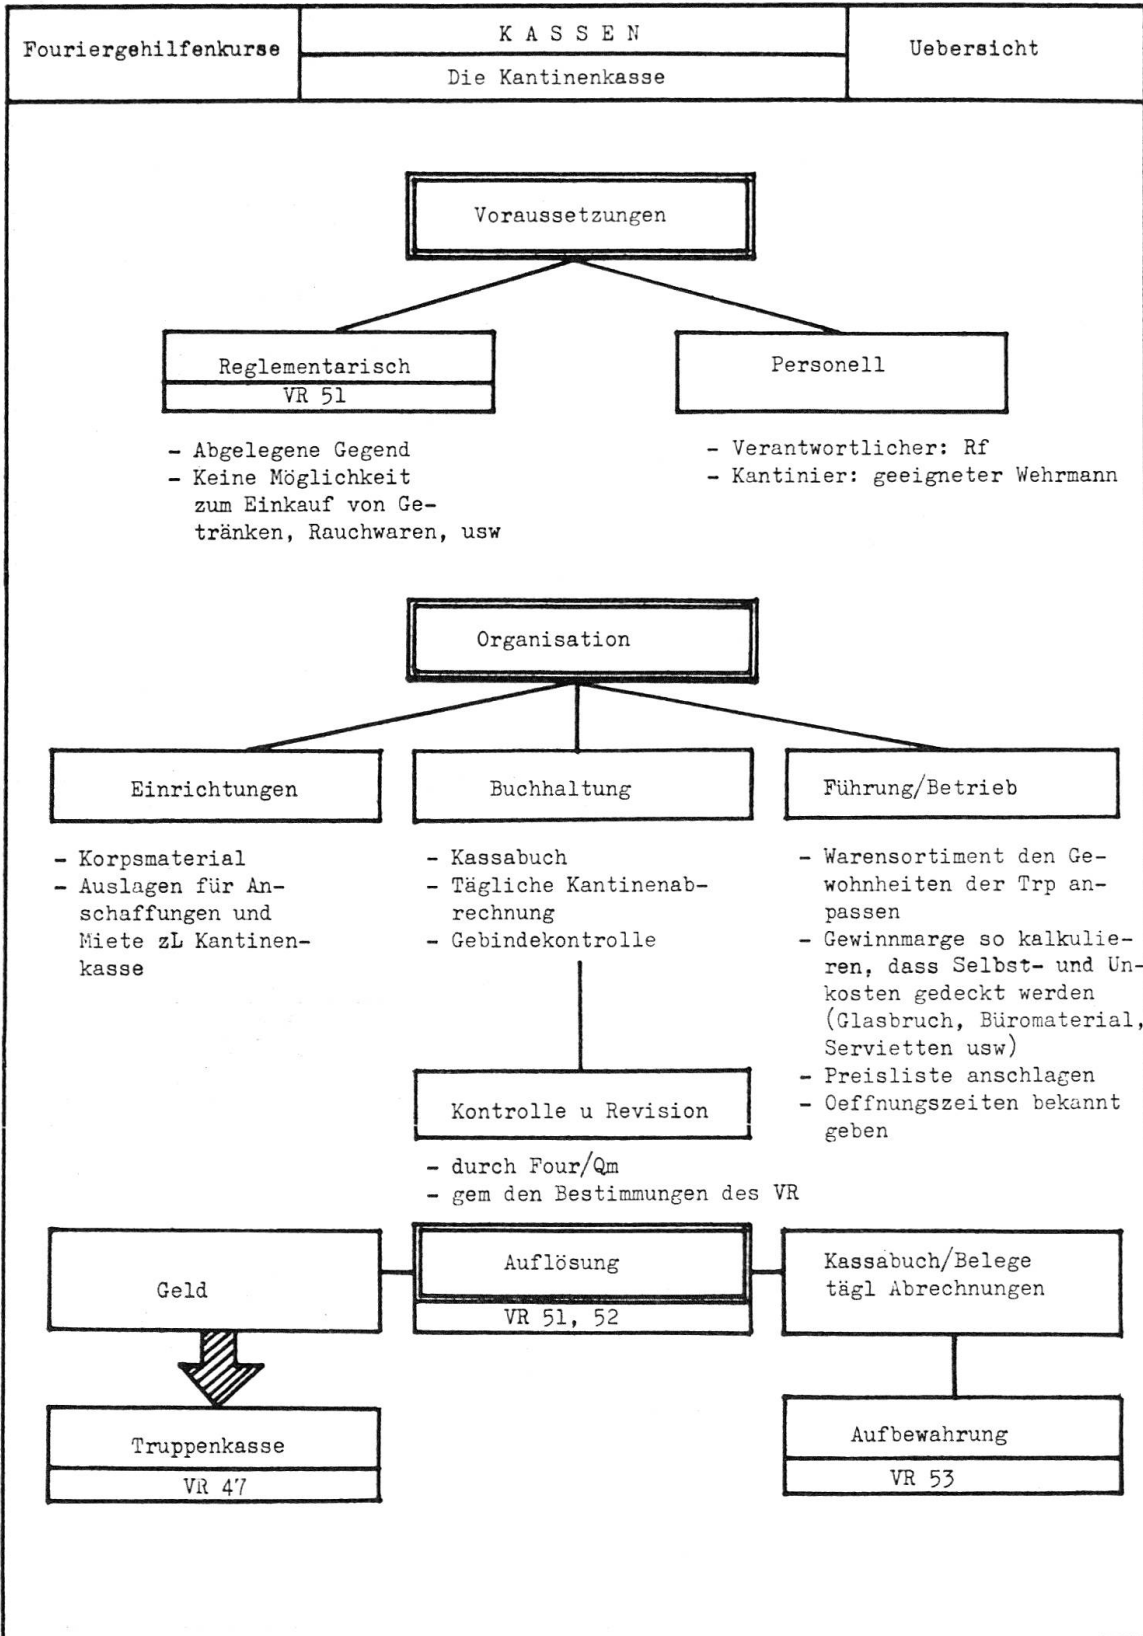 Fouriergehilfenkurse
K A S S E N
Die Kantinenkasse
Uebersicht
Voraussetzungen
Reglementarisch
VR 51
- Abgelegene Gegend
- Keine Möglichkeit
zum Einkauf von Ge-
tränken, Rauchwaren, usw
Personell
- Verantwortlicher: Rf
- Kantinier: geeigneter Wehrmann
Organisation
Einrichtungen
- Korpsmaterial
- Auslagen für An-
schaffungen und
Miete zL Kantinen-
kasse
Buchhaltung
- Kassabuch
- Tägliche Kantinenab-
rechnung
- Gebindekontrolle
Kontrolle u Revision
- durch Four/Qm
- gem den Bestimmungen des VR
Führung/Betrieb
- Warensortiment den Ge-
wohnheiten der Trp an-
passen
- Gewinnmarge so kalkulie-
ren, dass Selbst- und Un-
kosten gedeckt werden
(Glasbruch, Büromaterial,
Servietten usw)
- Preisliste anschlagen
- Oeffnungszeiten bekannt
geben
Geld
Auflösung
VR 51, 52
Kassabuch/Belege
tägl Abrechnungen
Truppenkasse
VR 47
Aufbewahrung
VR 53